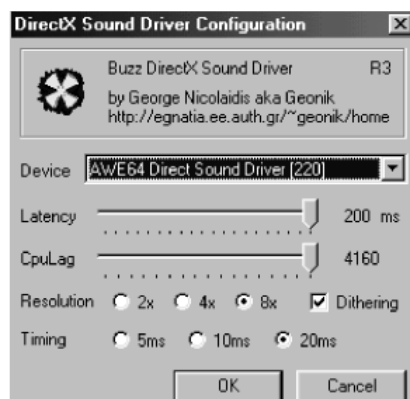 DirectX Sound Driver Configuration
Buzz DirectX Sound Driver R3
by George Nicolaidis aka Geonik
http://egnatia.ee.auth.gr/~geonik/home
Device AWE64 Direct Sound Driver [220]
Latency 200 ms
CpuLag 4160
Resolution 2x 4x 8x Dithering
Timing 5ms 10ms 20ms
OK Cancel